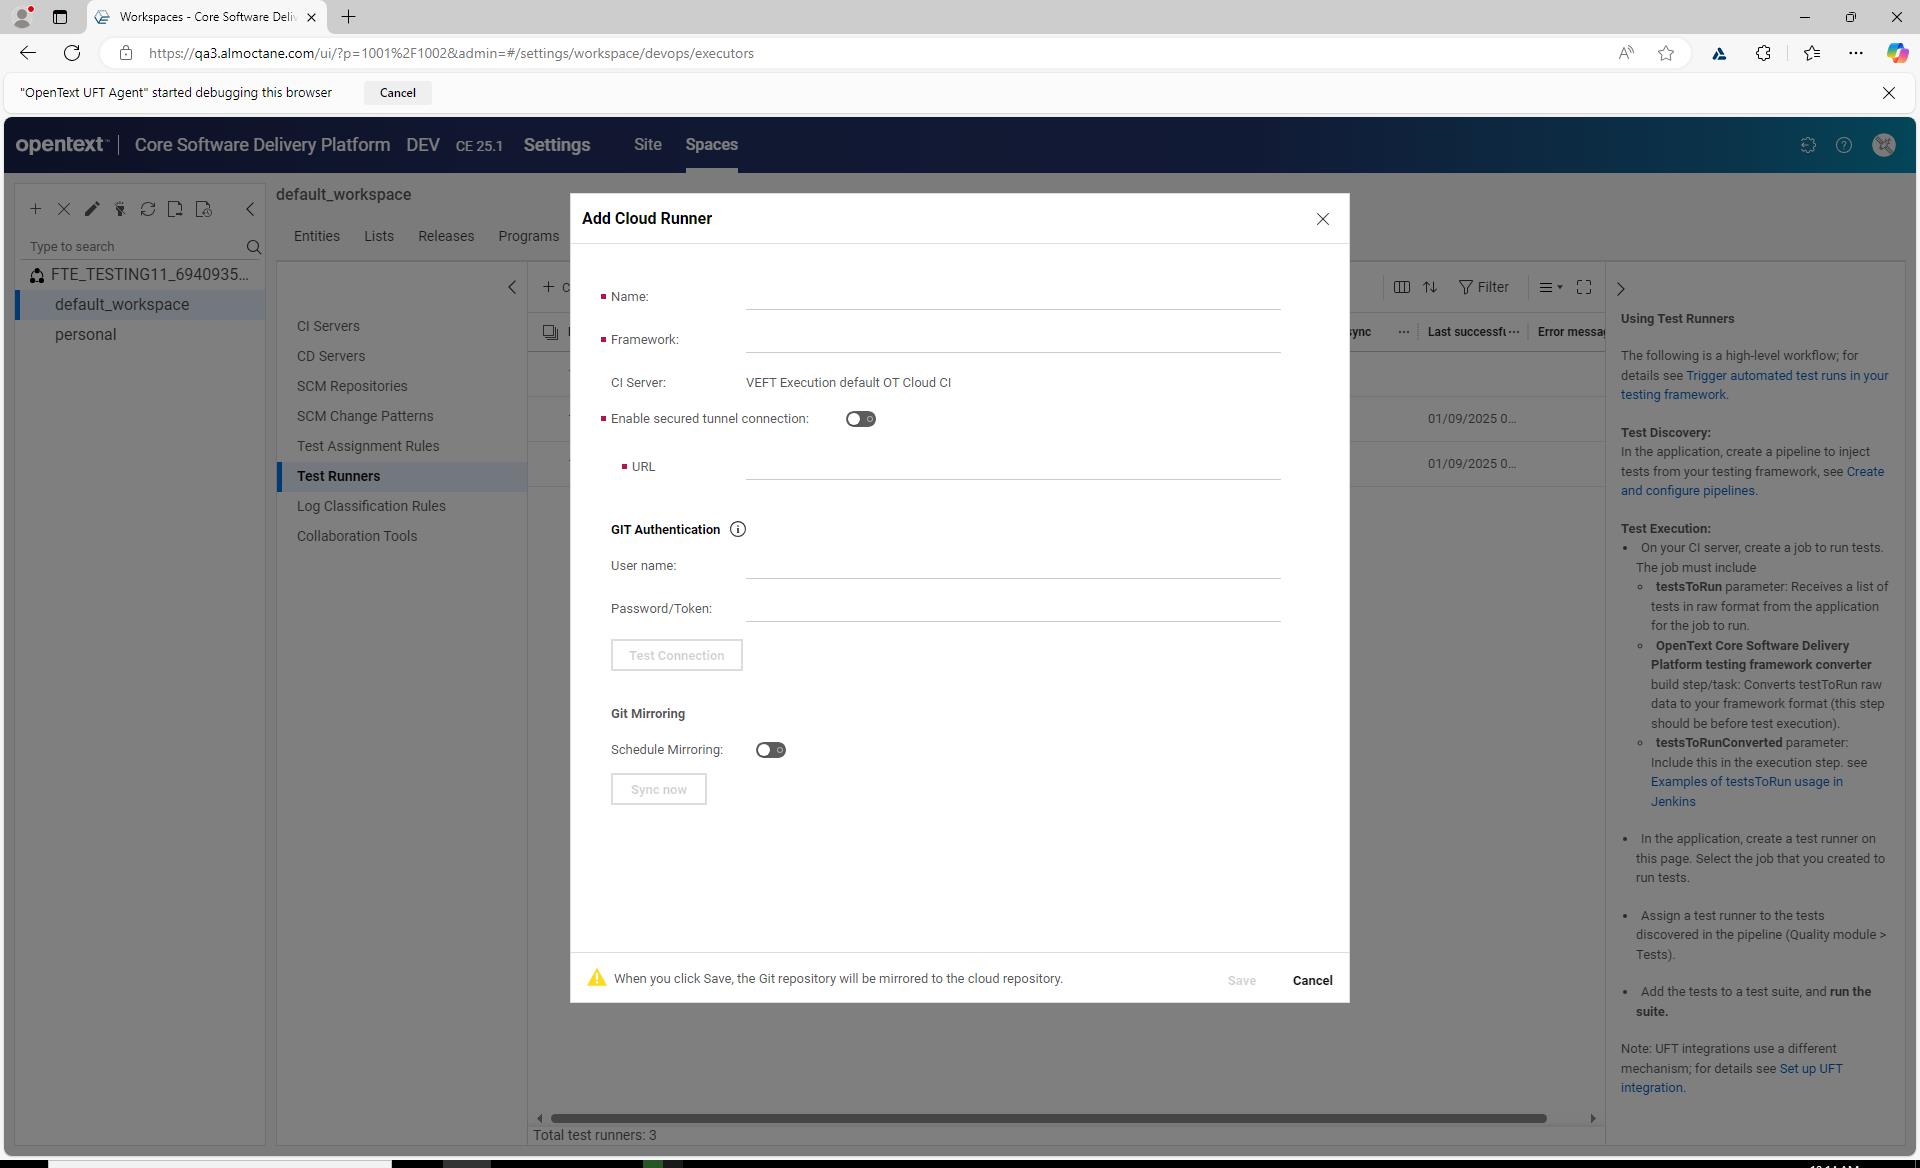 Workspaces - Core Software Deliv
https://qa3.almoctane.com/ui/?p=1001%2F1002&admin=#/settings/workspace/devops/executors
"OpenText UFT Agent" started debugging this browser
Cancel
opentext
Core Software Delivery Platform
DEV
CE 25.1
Settings
Site
Spaces
Type to search
FTE_TESTING11_6940935...
default_workspace
personal
default_workspace
Entities
Lists
Releases
Programs
CI Servers
CD Servers
SCM Repositories
SCM Change Patterns
Test Assignment Rules
Test Runners
Log Classification Rules
Collaboration Tools
Filter
sync
Last successfu
Error messag
01/09/2025 0...
01/09/2025 0...
Total test runners: 3
Add Cloud Runner
Name:
Framework:
CI Server:
VEFT Execution default OT Cloud CI
Enable secured tunnel connection:
URL
GIT Authentication
User name:
Password/Token:
Test Connection
Git Mirroring
Schedule Mirroring:
Sync now
When you click Save, the Git repository will be mirrored to the cloud repository.
Save
Cancel
Using Test Runners
The following is a high-level workflow; for
details see Trigger automated test runs in your
testing framework.
Test Discovery:
In the application, create a pipeline to inject
tests from your testing framework, see Create
and configure pipelines.
Test Execution:
• On your CI server, create a job to run tests.
The job must include
testsToRun parameter: Receives a list of
tests in raw format from the application
for the job to run.
OpenText Core Software Delivery
Platform testing framework converter
build step/task: Converts testToRun raw
data to your framework format (this step
should be before test execution).
testsToRunConverted parameter:
Include this in the execution step. see
Examples of testsToRun usage in
Jenkins
• In the application, create a test runner on
this page. Select the job that you created to
run tests.
• Assign a test runner to the tests
discovered in the pipeline (Quality module >
Tests).
• Add the tests to a test suite, and run the
suite.
Note: UFT integrations use a different
mechanism; for details see Set up UFT
integration.